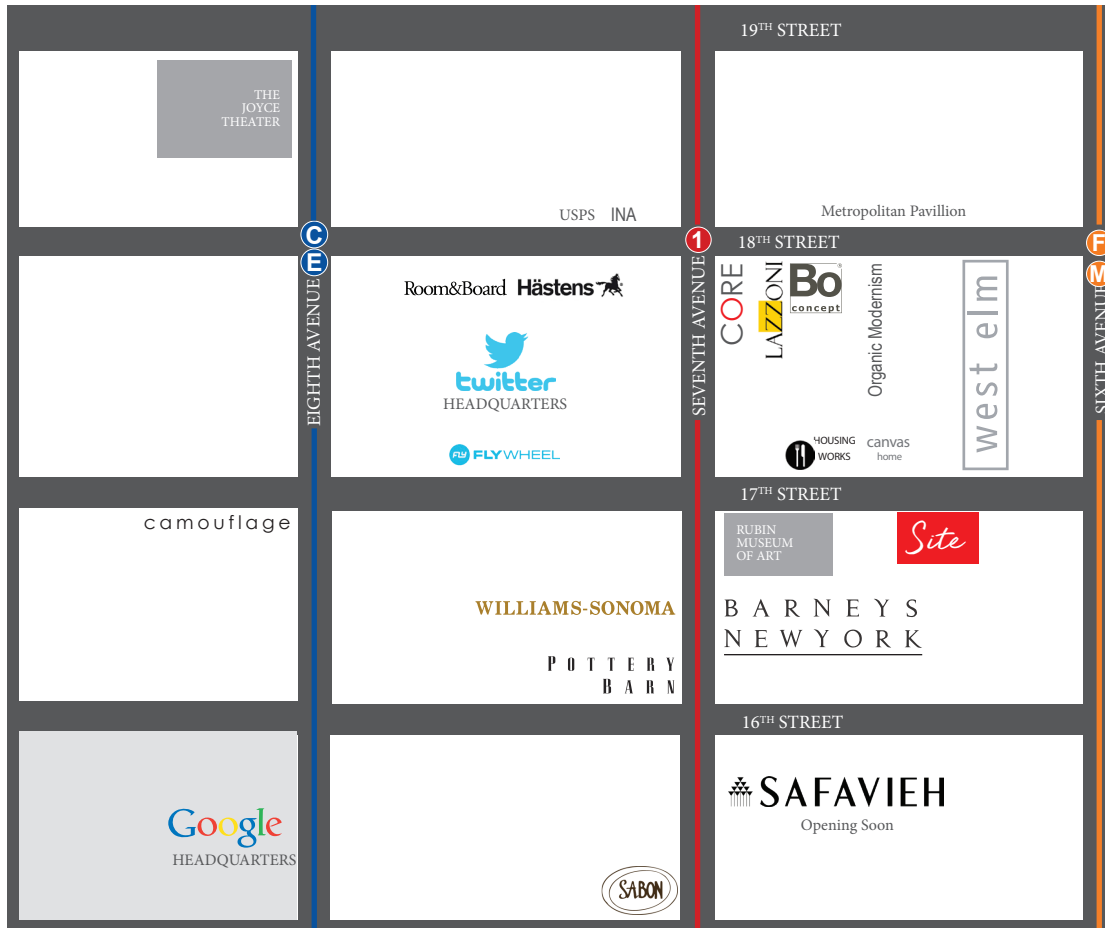 19TH STREET
THE
JOYCE
THEATER
USPS INA
Metropolitan Pavillion
C
E
1
18TH STREET
F
M
EIGHTH AVENUE
SEVENTH AVENUE
SIXTH AVENUE
Room&Board Hästens
twitter
HEADQUARTERS
FLY FLYWHEEL
CORE
LAZZONI
Bo
concept
Organic Modernism
west elm
HOUSING
WORKS
canvas
home
17TH STREET
camouflage
RUBIN
MUSEUM
OF ART
Site
WILLIAMS-SONOMA
POTTERY
BARN
BARNEYS
NEWYORK
16TH STREET
Google
HEADQUARTERS
SABON
SAFAVIEH
Opening Soon